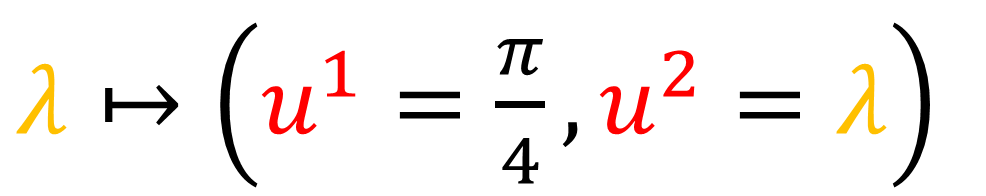 λ ↦ (u¹ = π/4, u² = λ)